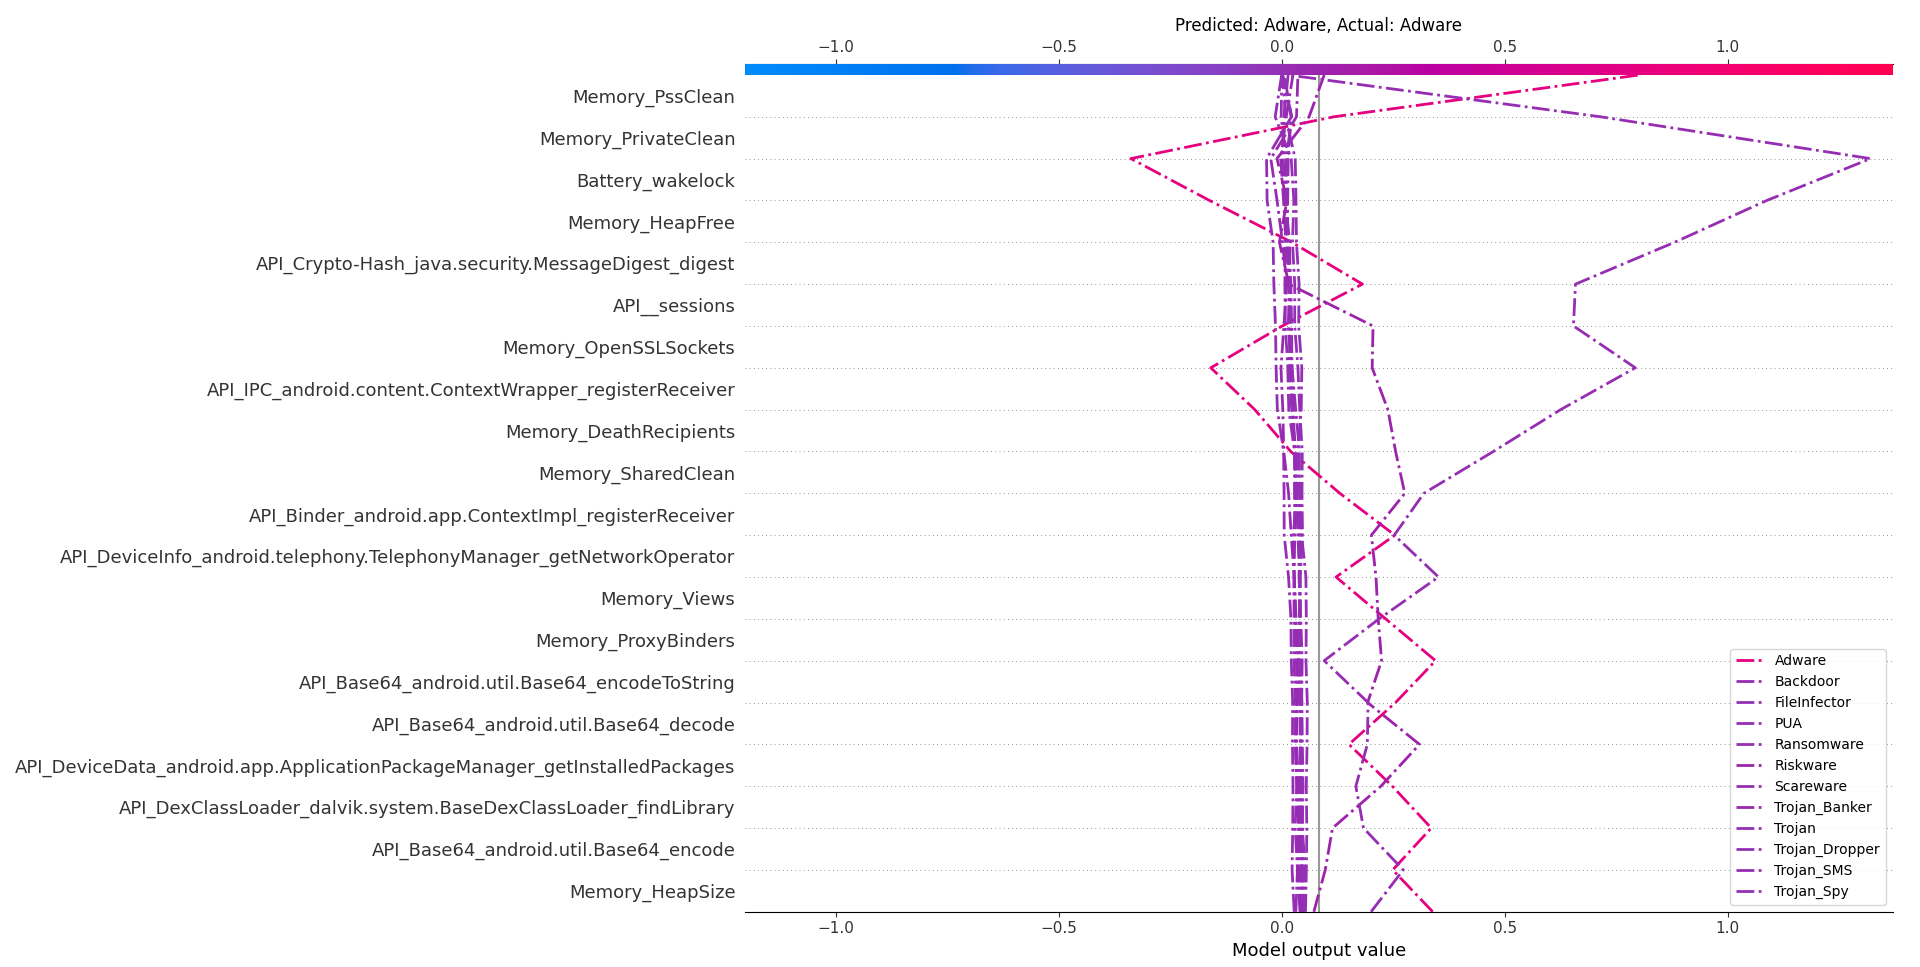 Predicted: Adware, Actual: Adware
−1.0 −0.5 0.0 0.5 1.0
Memory_PssClean
Memory_PrivateClean
Battery_wakelock
Memory_HeapFree
API_Crypto-Hash_java.security.MessageDigest_digest
API__sessions
Memory_OpenSSLSockets
API_IPC_android.content.ContextWrapper_registerReceiver
Memory_DeathRecipients
Memory_SharedClean
API_Binder_android.app.ContextImpl_registerReceiver
API_DeviceInfo_android.telephony.TelephonyManager_getNetworkOperator
Memory_Views
Memory_ProxyBinders
API_Base64_android.util.Base64_encodeToString
API_Base64_android.util.Base64_decode
API_DeviceData_android.app.ApplicationPackageManager_getInstalledPackages
API_DexClassLoader_dalvik.system.BaseDexClassLoader_findLibrary
API_Base64_android.util.Base64_encode
Memory_HeapSize
Adware
Backdoor
FileInfector
PUA
Ransomware
Riskware
Scareware
Trojan_Banker
Trojan
Trojan_Dropper
Trojan_SMS
Trojan_Spy
−1.0 −0.5 0.0 0.5 1.0
Model output value